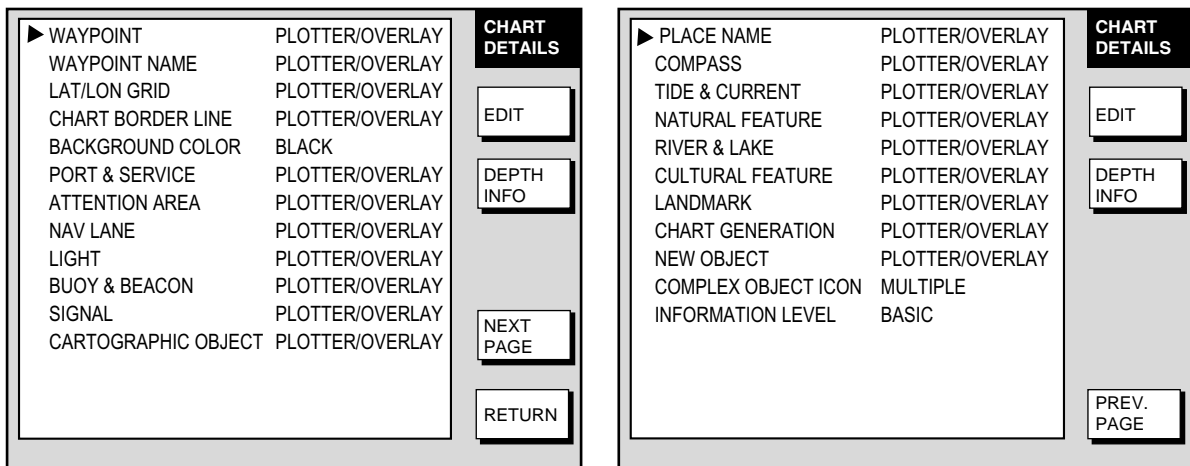 WAYPOINT PLOTTER/OVERLAY
WAYPOINT NAME PLOTTER/OVERLAY
LAT/LON GRID PLOTTER/OVERLAY
CHART BORDER LINE PLOTTER/OVERLAY
BACKGROUND COLOR BLACK
PORT & SERVICE PLOTTER/OVERLAY
ATTENTION AREA PLOTTER/OVERLAY
NAV LANE PLOTTER/OVERLAY
LIGHT PLOTTER/OVERLAY
BUOY & BEACON PLOTTER/OVERLAY
SIGNAL PLOTTER/OVERLAY
CARTOGRAPHIC OBJECT PLOTTER/OVERLAY
CHART
DETAILS
EDIT
DEPTH
INFO
NEXT
PAGE
RETURN
PLACE NAME PLOTTER/OVERLAY
COMPASS PLOTTER/OVERLAY
TIDE & CURRENT PLOTTER/OVERLAY
NATURAL FEATURE PLOTTER/OVERLAY
RIVER & LAKE PLOTTER/OVERLAY
CULTURAL FEATURE PLOTTER/OVERLAY
LANDMARK PLOTTER/OVERLAY
CHART GENERATION PLOTTER/OVERLAY
NEW OBJECT PLOTTER/OVERLAY
COMPLEX OBJECT ICON MULTIPLE
INFORMATION LEVEL BASIC
CHART
DETAILS
EDIT
DEPTH
INFO
PREV.
PAGE